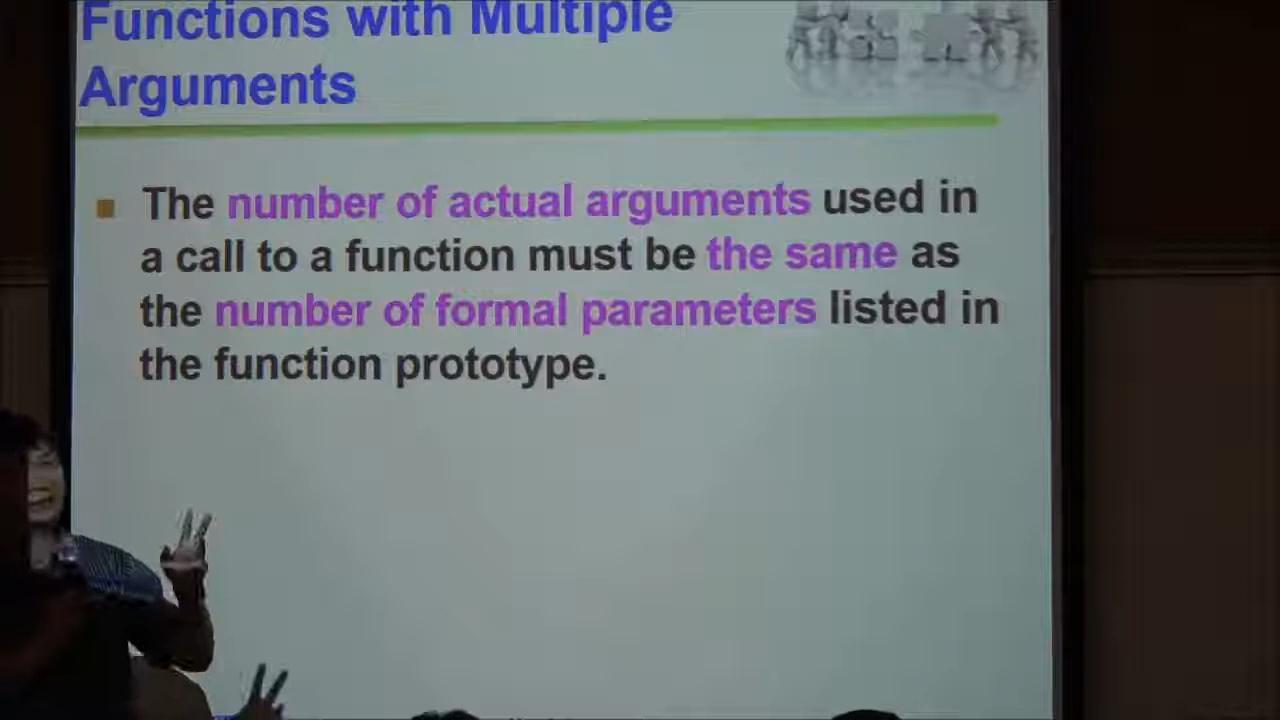 Functions with Multiple
Arguments
The number of actual arguments used in
a call to a function must be the same as
the number of formal parameters listed in
the function prototype.